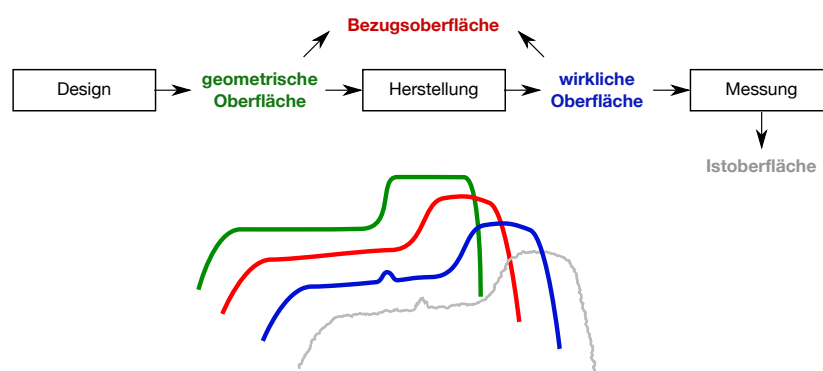 Bezugsoberfläche
Design
geometrische
Oberfläche
Herstellung
wirkliche
Oberfläche
Messung
Istoberfläche